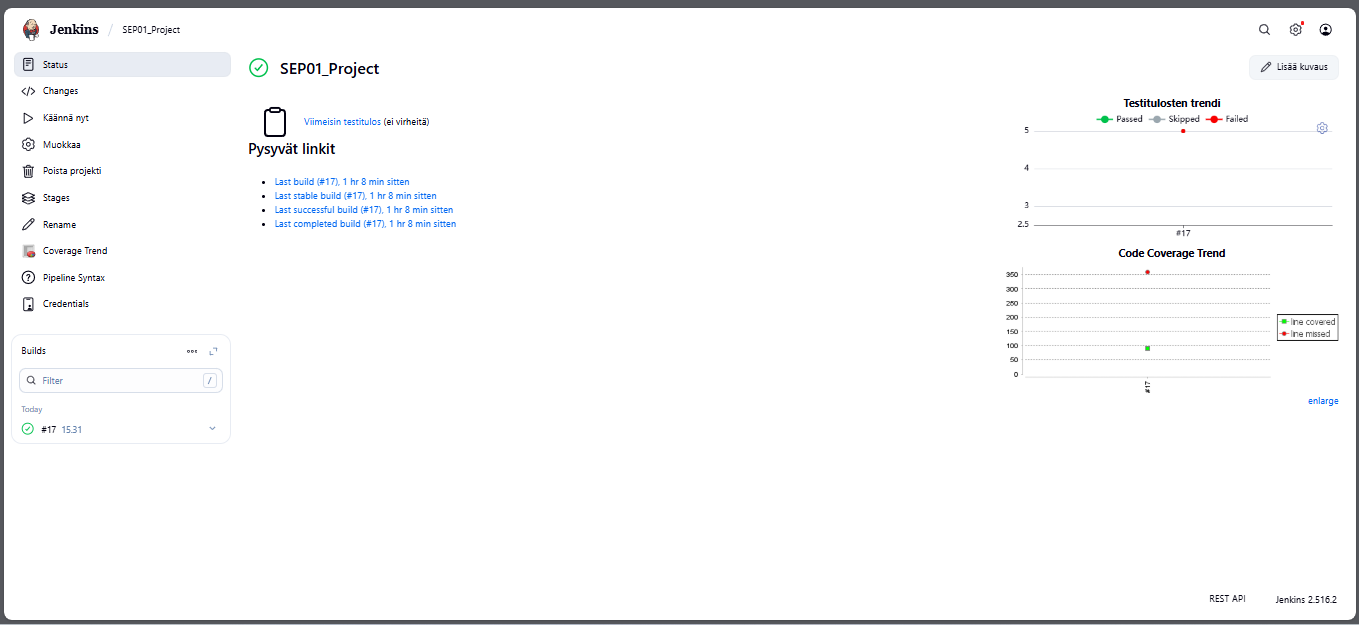 Jenkins / SEP01_Project
Status
Changes
Käännä nyt
Muokkaa
Poista projekti
Stages
Rename
Coverage Trend
Pipeline Syntax
Credentials
Builds
Filter /
Today
#17 15.31
SEP01_Project
Lisää kuvaus
Viimeisin testitulos (ei virheitä)
Pysyvät linkit
Last build (#17), 1 hr 8 min sitten
Last stable build (#17), 1 hr 8 min sitten
Last successful build (#17), 1 hr 8 min sitten
Last completed build (#17), 1 hr 8 min sitten
Testitulosten trendi
Passed Skipped Failed
5
4
3
2.5
#17
Code Coverage Trend
350
300
250
200
150
100
50
0
#17
line covered
line missed
enlarge
REST API Jenkins 2.516.2